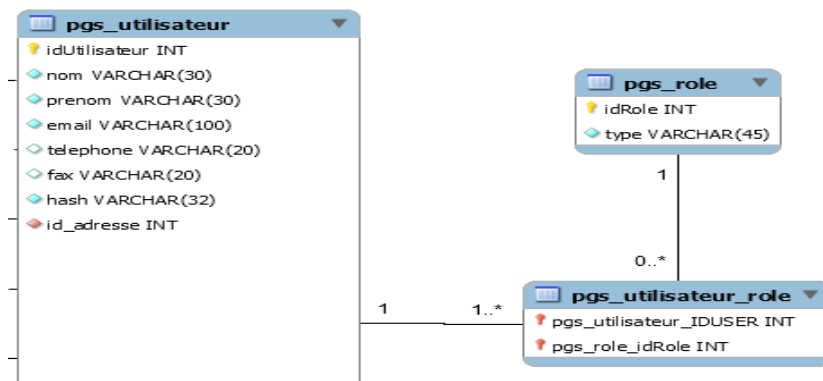 pgs_utilisateur
idUtilisateur INT
nom VARCHAR(30)
prenom VARCHAR(30)
email VARCHAR(100)
telephone VARCHAR(20)
fax VARCHAR(20)
hash VARCHAR(32)
id_adresse INT
pgs_role
idRole INT
type VARCHAR(45)
1
0..*
1
1..*
pgs_utilisateur_role
pgs_utilisateur_IDUSER INT
pgs_role_idRole INT